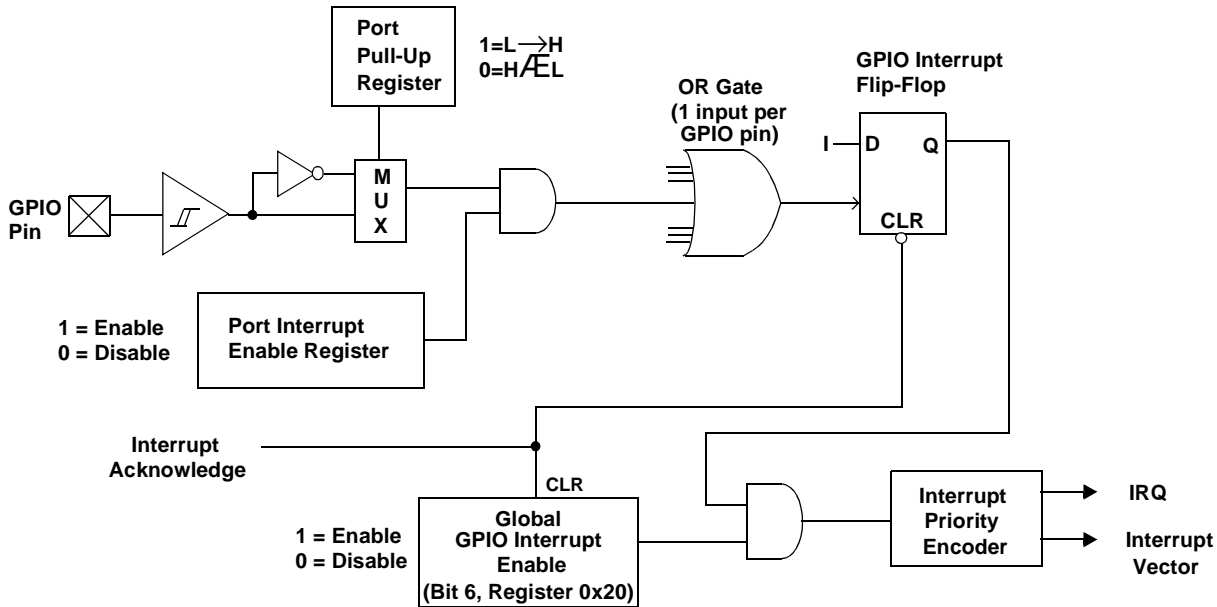 Port
Pull-Up
Register
1=L→H
0=HÆL
OR Gate
(1 input per
GPIO pin)
GPIO Interrupt
Flip-Flop
I
D
Q
CLR
M
U
X
GPIO
Pin
1 = Enable
0 = Disable
Port Interrupt
Enable Register
Interrupt
Acknowledge
CLR
1 = Enable
0 = Disable
Global
GPIO Interrupt
Enable
(Bit 6, Register 0x20)
Interrupt
Priority
Encoder
IRQ
Interrupt
Vector